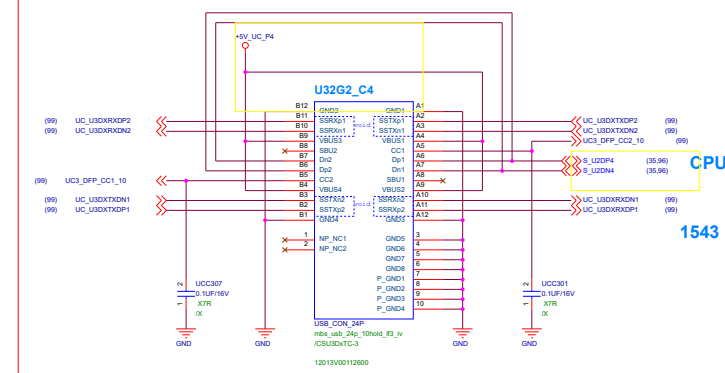 +5V_UC_P4
U32G2_C4
B12 GND2 GND1 A1
(99) UC_U3DXRXDP2 B11 SSRXp1 SSTXp1 A2 UC_U3DXTXDP2 (99)
(99) UC_U3DXRXDN2 B10 SSRXn1 void SSTXn1 A3 UC_U3DXTXDN2 (99)
B9 VBUS3 VBUS1 A4 UC3_DFP_CC2_10 (99)
B8 SBU2 CC1 A5
B7 Dn2 Dp1 A6 S_U2DP4 (35,96) CPU
B6 Dp2 Dn1 A7 S_U2DN4 (35,96)
(99) UC3_DFP_CC1_10 B5 CC2 SBU1 A8
B4 VBUS4 VBUS2 A9
(99) UC_U3DXTXDN1 B3 SSTXn2 SSRXn2 A10 UC_U3DXRXDN1 (99)
(99) UC_U3DXTXDP1 B2 SSTXp2 void SSRXp2 A11 UC_U3DXRXDP1 (99)
B1 GND4 GND3 A12
1543
1 NP_NC1 GND5 3
2 NP_NC2 GND6 4
GND7 5
GND8 6
P_GND1 7
P_GND2 8
P_GND3 9
P_GND4 10
2 UCC307
0.1UF/16V
1 X7R
/X
GND
2 UCC301
0.1UF/16V
1 X7R
/X
GND
USB_CON_24P
mbs_usb_24p_10hold_lf3_iv
/CSU3DxTC-3
GND
GND
12013V00112600